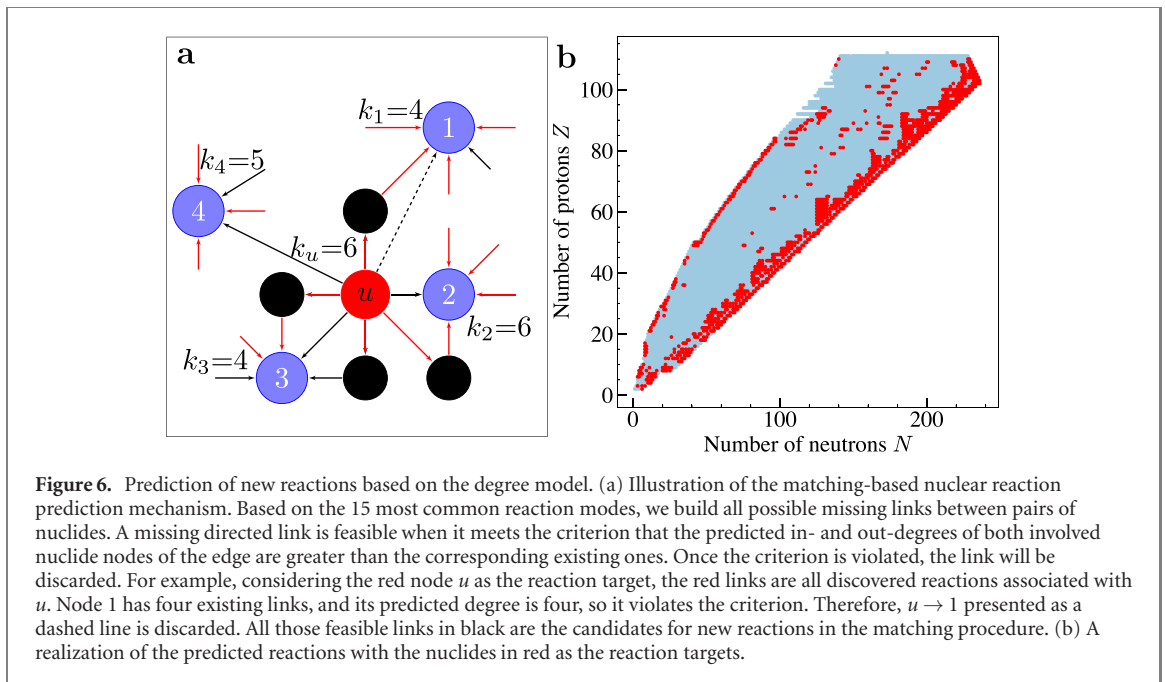 a
k₁=4
1
k₄=5
4
kᵤ=6
u
2
k₂=6
k₃=4
3
b
100
80
60
40
20
0
Number of protons Z
0
100
200
Number of neutrons N
Figure 6. Prediction of new reactions based on the degree model. (a) Illustration of the matching-based nuclear reaction
prediction mechanism. Based on the 15 most common reaction modes, we build all possible missing links between pairs of
nuclides. A missing directed link is feasible when it meets the criterion that the predicted in- and out-degrees of both involved
nuclide nodes of the edge are greater than the corresponding existing ones. Once the criterion is violated, the link will be
discarded. For example, considering the red node u as the reaction target, the red links are all discovered reactions associated with
u. Node 1 has four existing links, and its predicted degree is four, so it violates the criterion. Therefore, u → 1 presented as a
dashed line is discarded. All those feasible links in black are the candidates for new reactions in the matching procedure. (b) A
realization of the predicted reactions with the nuclides in red as the reaction targets.